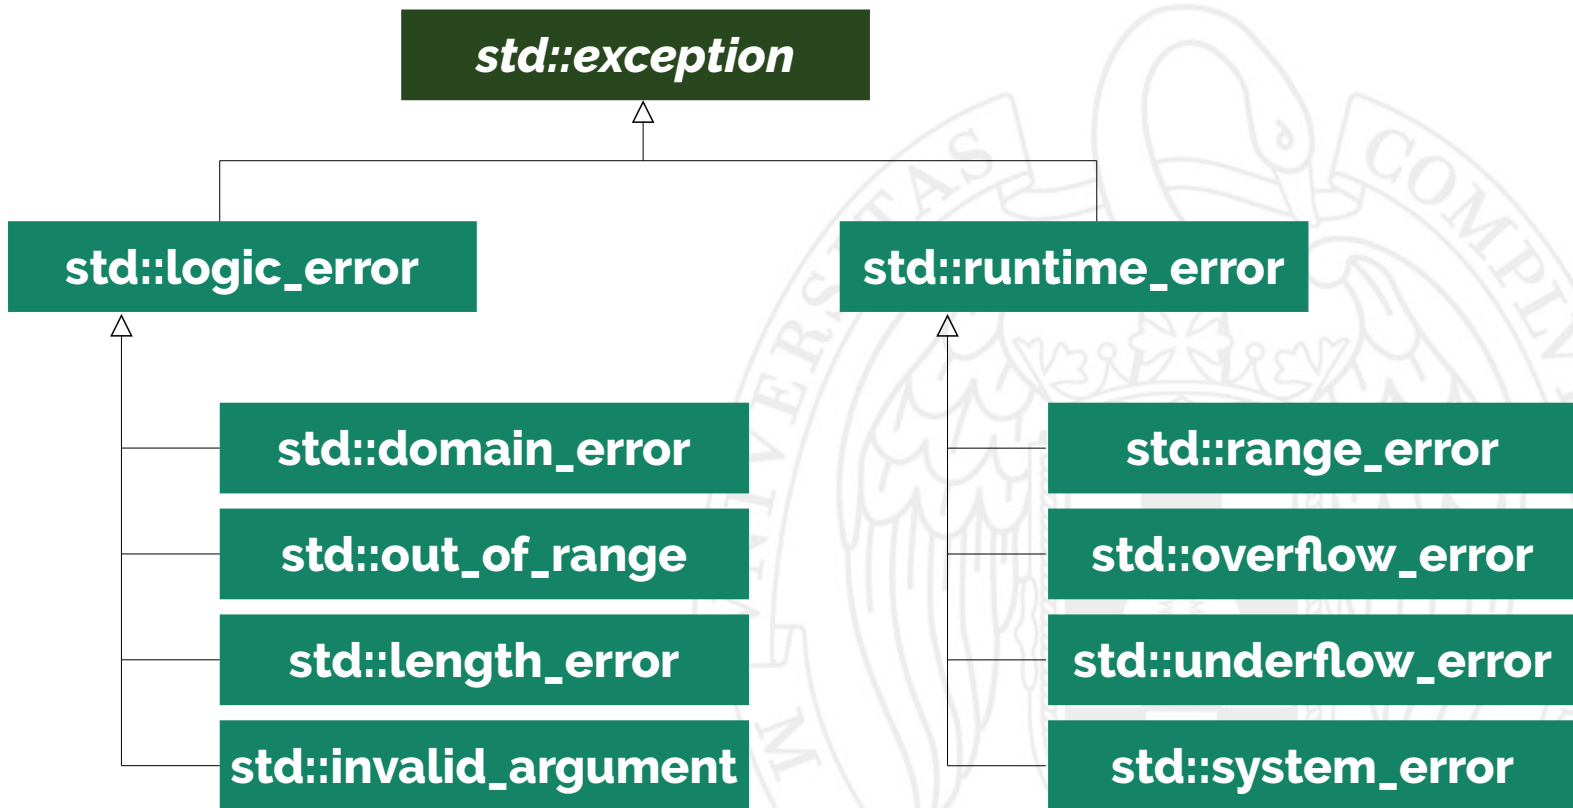 std::exception
std::logic_error
std::runtime_error
std::domain_error
std::range_error
std::out_of_range
std::overflow_error
std::length_error
std::underflow_error
std::invalid_argument
std::system_error